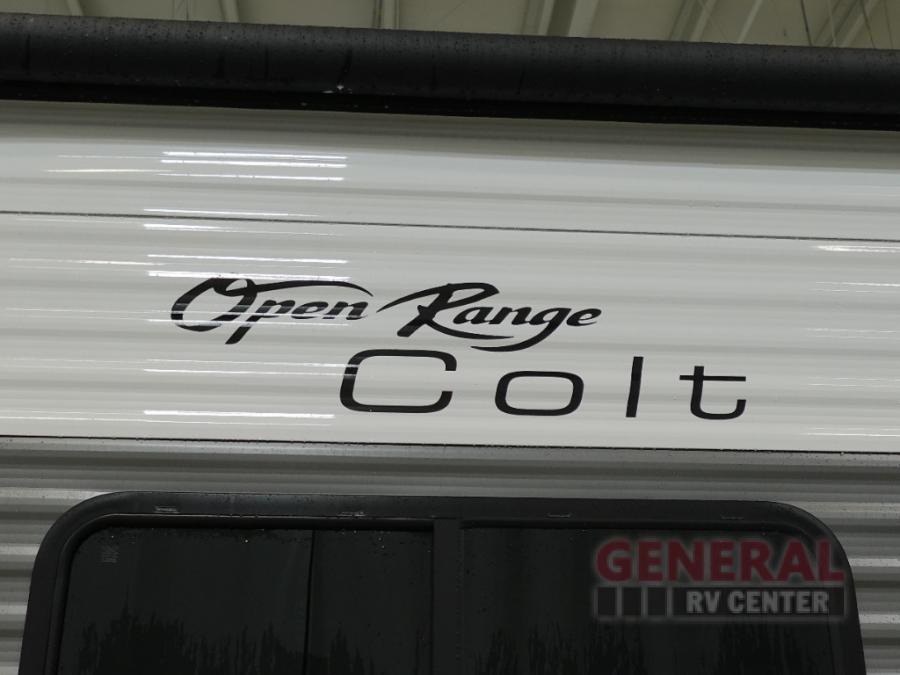 Open Range
Colt
GENERAL
RV CENTER